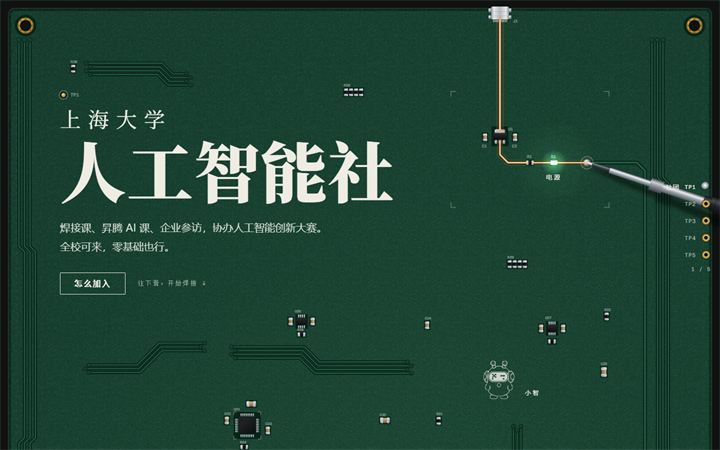 TP1
上海大学
人工智能社
焊接课、昇腾 AI 课、企业参访，协办人工智能创新大赛。
全校可来，零基础也行。
怎么加入
往下滑，开始焊接 ↓
电源
TP1
TP2
TP3
TP4
TP5
1 / 5
小智